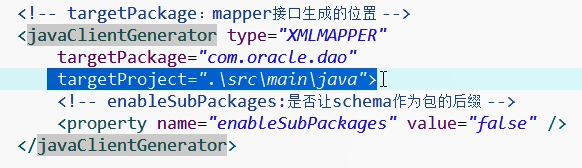 <!-- targetPackage：mapper接口生成的位置 -->
<javaClientGenerator type="XMLMAPPER"
targetPackage="com.oracle.dao"
targetProject=".\src\main\java">
<!-- enableSubPackages:是否让schema作为包的后缀 -->
<property name="enableSubPackages" value="false" />
</javaClientGenerator>